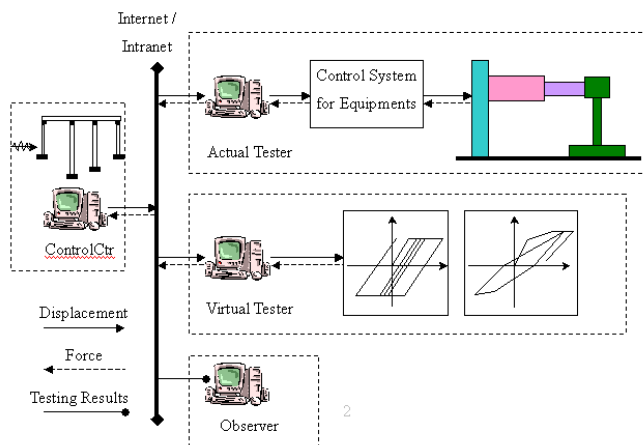 Internet /
Intranet
Control System
for Equipments
Actual Tester
ControlCtr
Virtual Tester
Displacement
Force
Testing Results
Observer
2